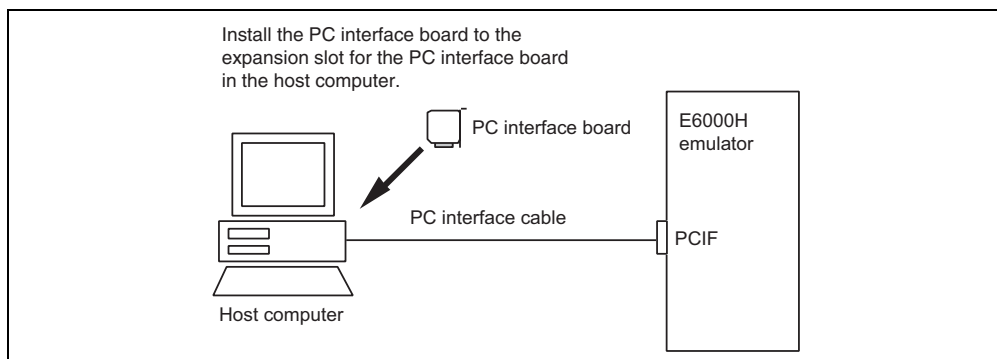 Install the PC interface board to the
expansion slot for the PC interface board
in the host computer.
PC interface board
E6000H
emulator
PC interface cable
PCIF
Host computer